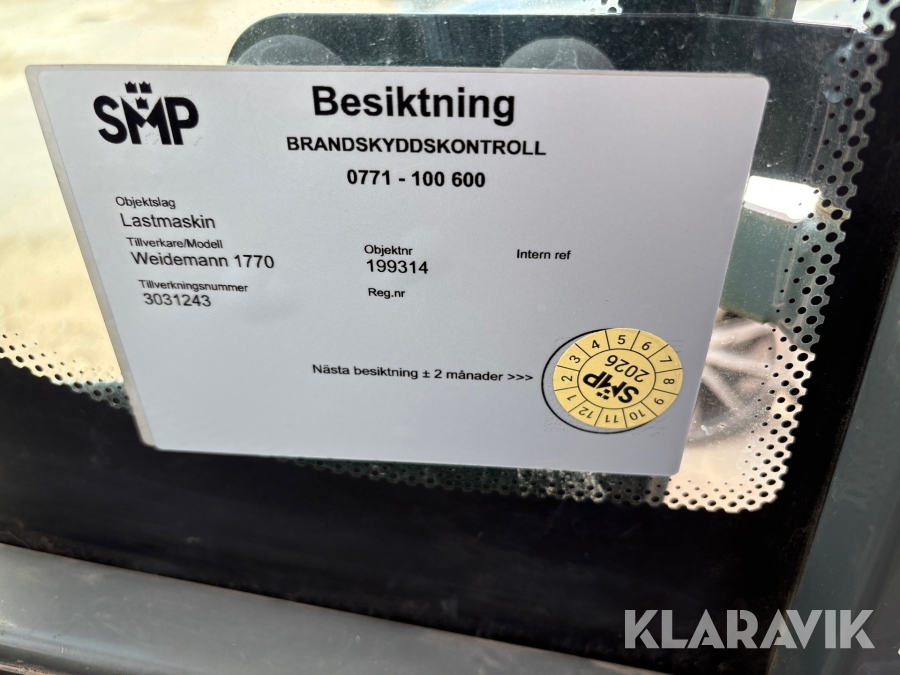 SMP
Besiktning
BRANDSKYDDSKONTROLL
0771 - 100 600
Objektslag
Lastmaskin
Tillverkare/Modell
Weidemann 1770
Objektnr
199314
Intern ref
Tillverkningsnummer
3031243
Reg.nr
Nästa besiktning ± 2 månader >>>
1 2 3 4 5 6 7 8 9 10 11 12
2026
SMP
KLARAVIK